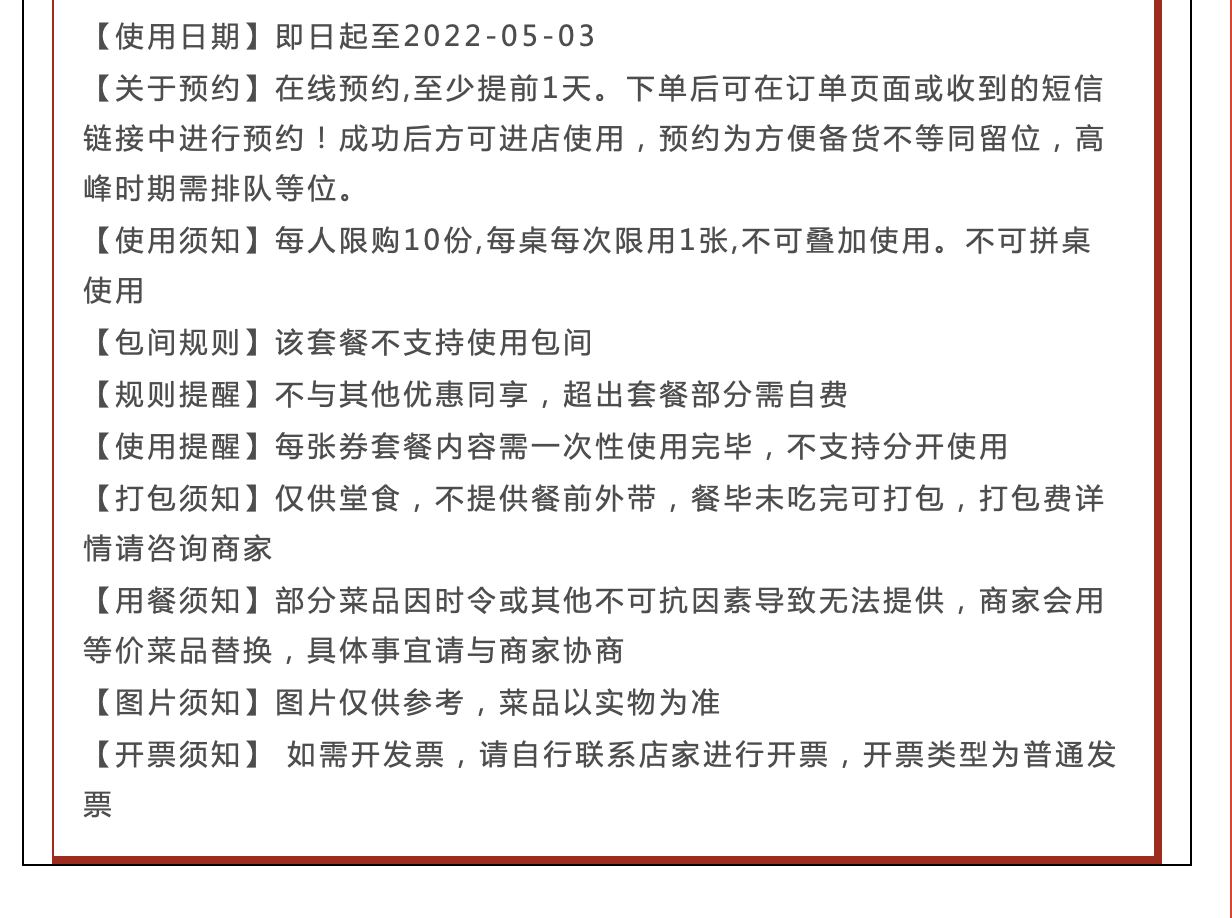 【使用日期】即日起至2022-05-03
【关于预约】在线预约,至少提前1天。下单后可在订单页面或收到的短信
链接中进行预约！成功后方可进店使用，预约为方便备货不等同留位，高
峰时期需排队等位。
【使用须知】每人限购10份,每桌每次限用1张,不可叠加使用。不可拼桌
使用
【包间规则】该套餐不支持使用包间
【规则提醒】不与其他优惠同享，超出套餐部分需自费
【使用提醒】每张券套餐内容需一次性使用完毕，不支持分开使用
【打包须知】仅供堂食，不提供餐前外带，餐毕未吃完可打包，打包费详
情请咨询商家
【用餐须知】部分菜品因时令或其他不可抗因素导致无法提供，商家会用
等价菜品替换，具体事宜请与商家协商
【图片须知】图片仅供参考，菜品以实物为准
【开票须知】 如需开发票，请自行联系店家进行开票，开票类型为普通发
票